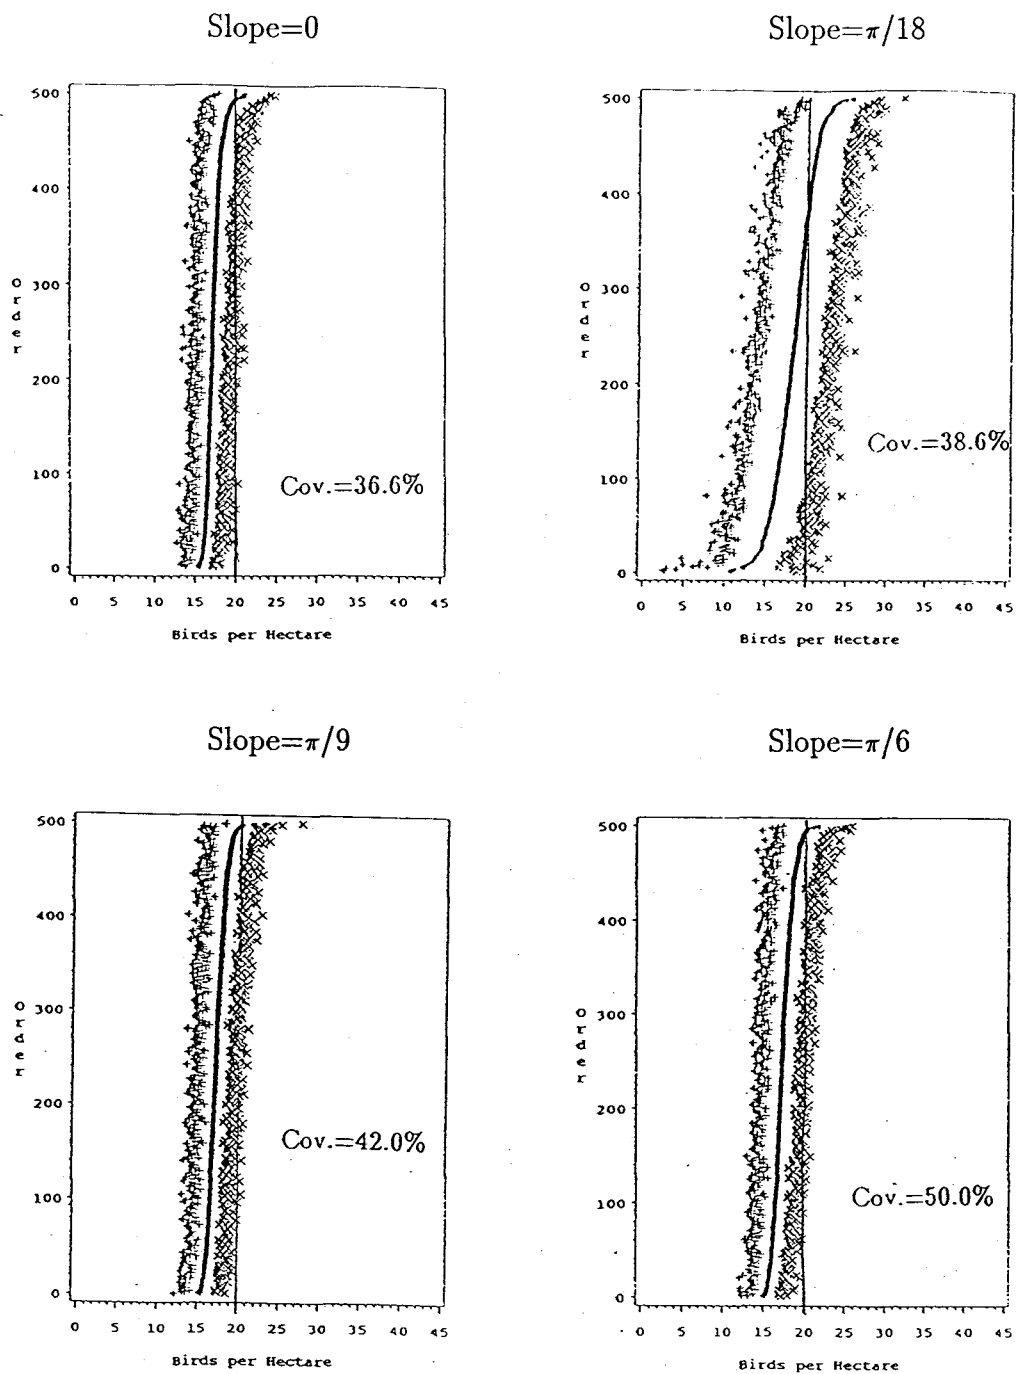 Slope=0
500
400
300
200
100
0
Order
Cov.=36.6%
0 5 10 15 20 25 30 35 40 45
Birds per Hectare
Slope=π/18
500
400
300
200
100
0
Order
Cov.=38.6%
0 5 10 15 20 25 30 35 40 45
Birds per Hectare
Slope=π/9
500
400
300
200
100
0
Order
Cov.=42.0%
0 5 10 15 20 25 30 35 40 45
Birds per Hectare
Slope=π/6
500
400
300
200
100
0
Order
Cov.=50.0%
0 5 10 15 20 25 30 35 40 45
Birds per Hectare